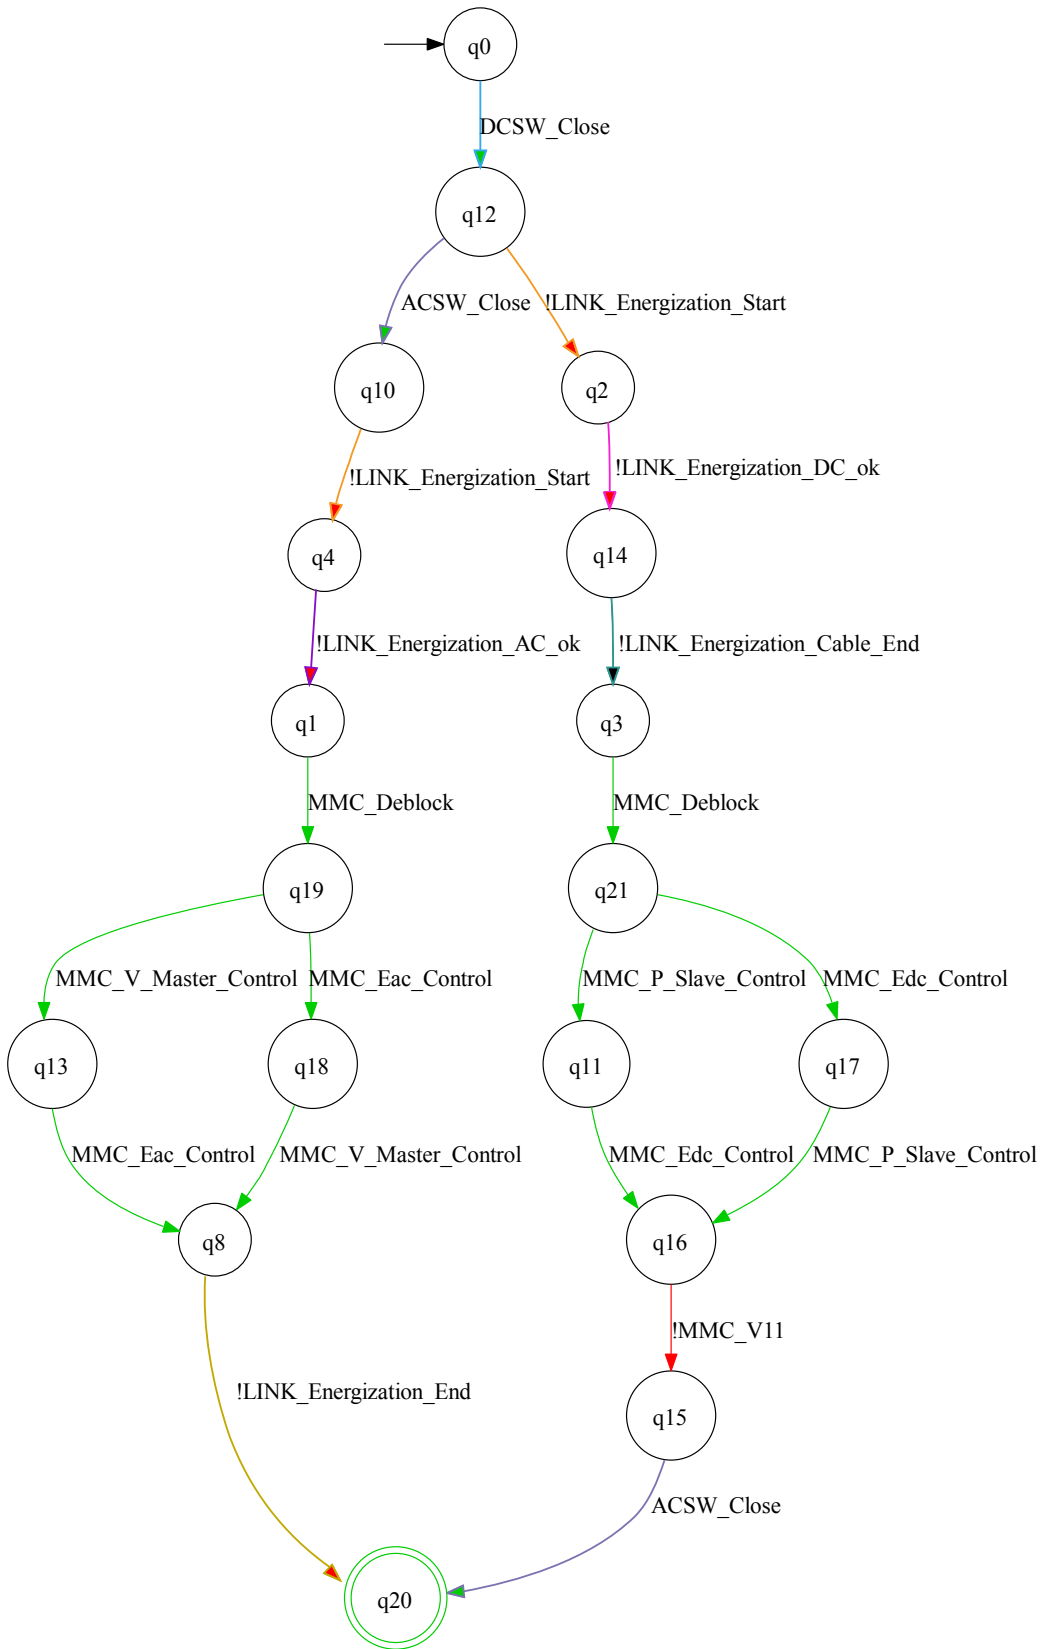 q0
DCSW_Close
q12
ACSW_Close
!LINK_Energization_Start
q10
q2
!LINK_Energization_Start
!LINK_Energization_DC_ok
q4
q14
!LINK_Energization_AC_ok
!LINK_Energization_Cable_End
q1
q3
MMC_Deblock
MMC_Deblock
q19
q21
MMC_V_Master_Control
MMC_Eac_Control
MMC_P_Slave_Control
MMC_Edc_Control
q13
q18
q11
q17
MMC_Eac_Control
MMC_V_Master_Control
MMC_Edc_Control
MMC_P_Slave_Control
q8
q16
!MMC_V11
!LINK_Energization_End
q15
ACSW_Close
q20